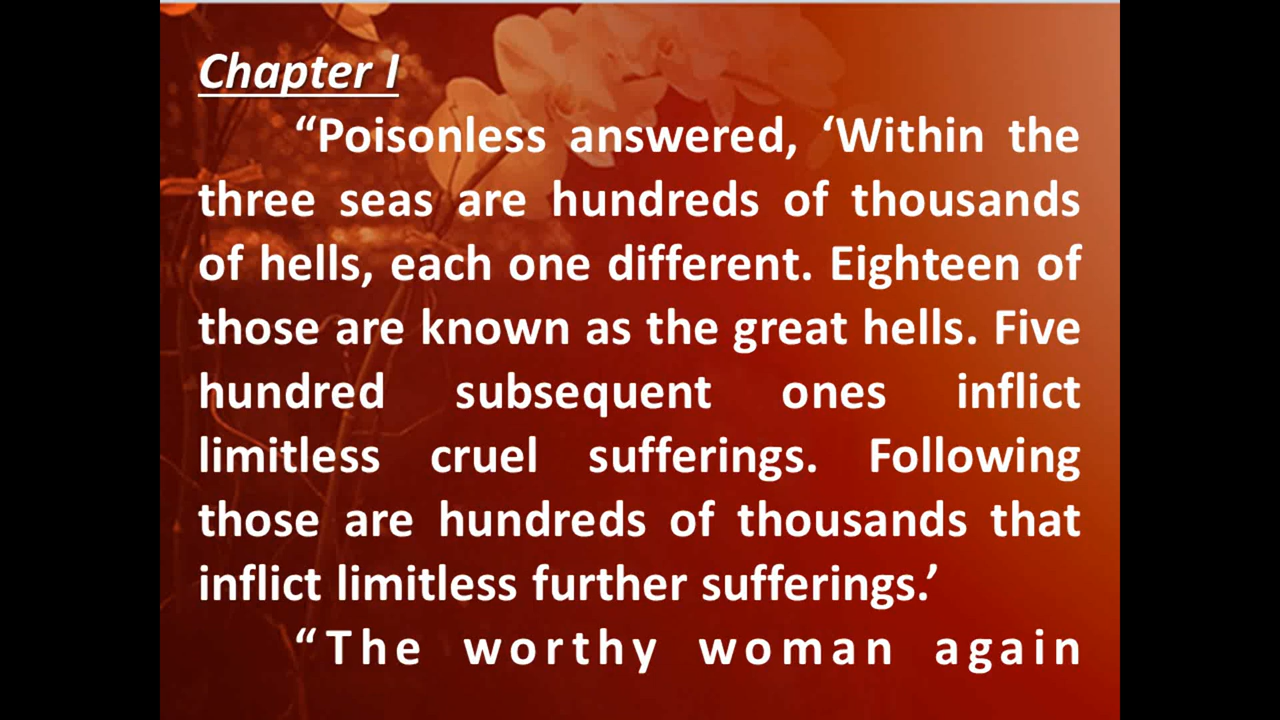 Chapter I
“Poisonless answered, ‘Within the
three seas are hundreds of thousands
of hells, each one different. Eighteen of
those are known as the great hells. Five
hundred subsequent ones inflict
limitless cruel sufferings. Following
those are hundreds of thousands that
inflict limitless further sufferings.’
“The worthy woman again